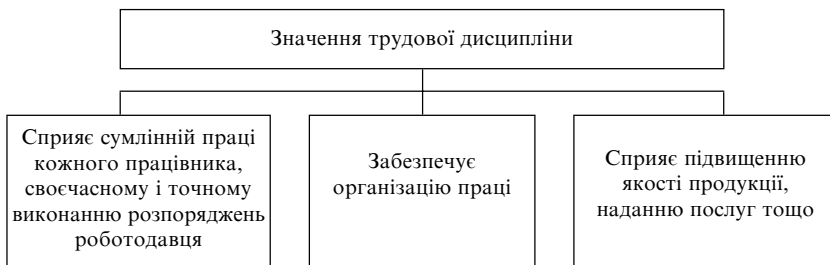 Значення трудової дисципліни
Сприяє сумлінній праці
кожного працівника,
своєчасному і точному
виконанню розпоряджень
роботодавця
Забезпечує
організацію праці
Сприяє підвищенню
якості продукції,
наданню послуг тощо